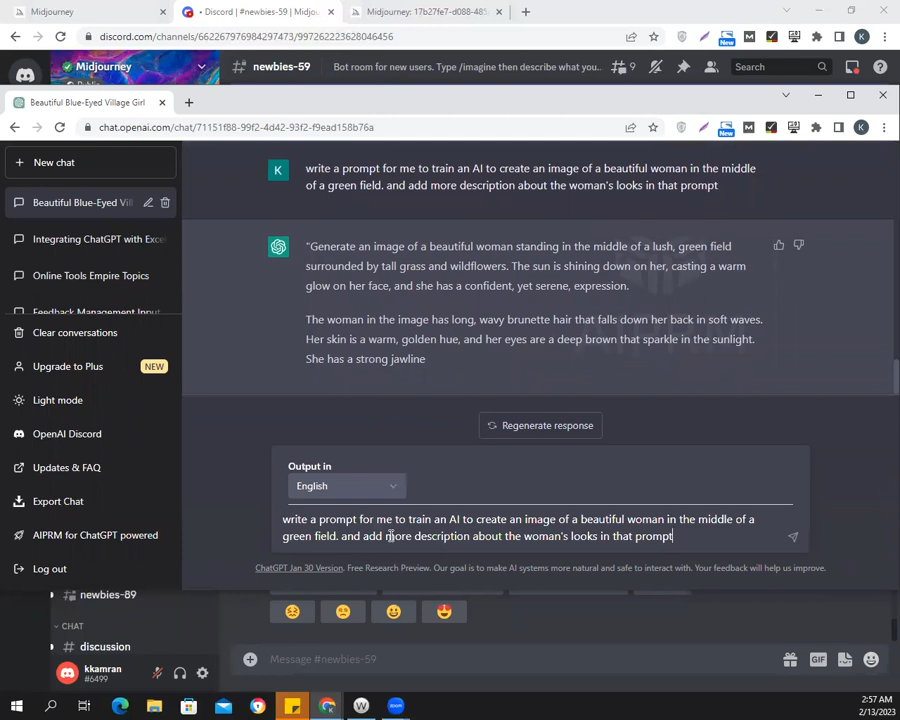 Midjourney
Discord | #newbies-59 | Midjourn
Midjourney: 17b27fe7-d088-485
discord.com/channels/662267976984297473/997262223628046456
New
K
Midjourney
Public
newbies-59
Bot room for new users. Type /imagine then describe what you...
9
Search
Beautiful Blue-Eyed Village Girl
chat.openai.com/chat/71151f88-99f2-4d42-93f2-f9ead158b76a
New
K
New chat
Beautiful Blue-Eyed Vill
Integrating ChatGPT with Exce
Online Tools Empire Topics
Feedback Management Input
Clear conversations
Upgrade to Plus
NEW
Light mode
OpenAI Discord
Updates & FAQ
Export Chat
AIPRM for ChatGPT powered
Log out
K
write a prompt for me to train an AI to create an image of a beautiful woman in the middle
of a green field. and add more description about the woman's looks in that prompt
"Generate an image of a beautiful woman standing in the middle of a lush, green field
surrounded by tall grass and wildflowers. The sun is shining down on her, casting a warm
glow on her face, and she has a confident, yet serene, expression.
The woman in the image has long, wavy brunette hair that falls down her back in soft waves.
Her skin is a warm, golden hue, and her eyes are a deep brown that sparkle in the sunlight.
She has a strong jawline
AIPRM
Regenerate response
Output in
English
write a prompt for me to train an AI to create an image of a beautiful woman in the middle of a
green field. and add more description about the woman's looks in that prompt
ChatGPT Jan 30 Version. Free Research Preview. Our goal is to make AI systems more natural and safe to interact with. Your feedback will help us improve.
newbies-89
CHAT
discussion
kkamran
#6499
Message #newbies-59
GIF
W
zoom
2:57 AM
2/13/2023